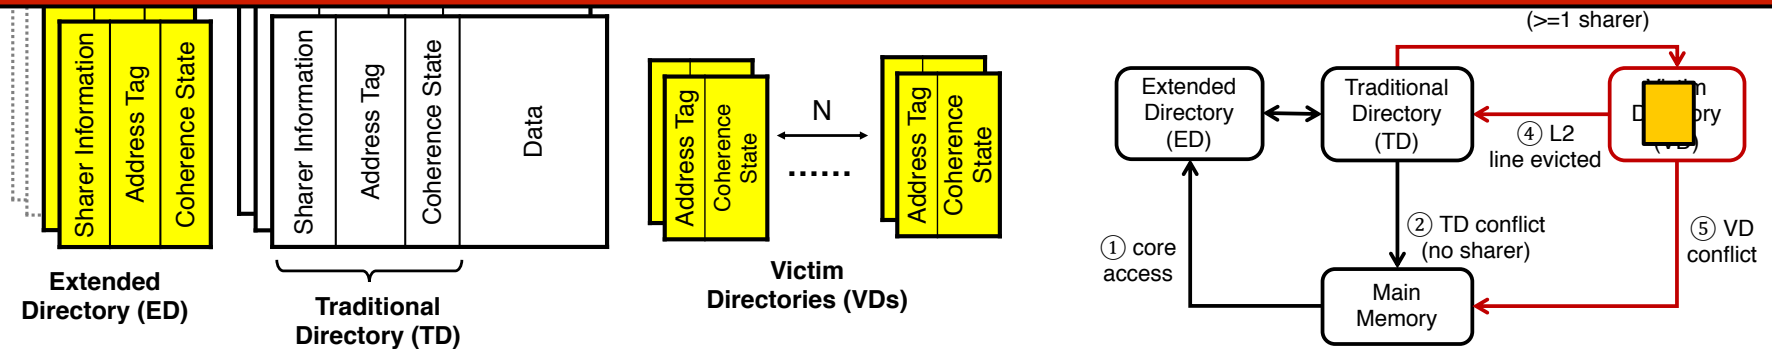 Sharer Information
Address Tag
Coherence State
Extended
Directory (ED)
Sharer Information
Address Tag
Coherence State
Data
Traditional
Directory (TD)
Address Tag
Coherence
State
N
......
Address Tag
Coherence
State
Victim
Directories (VDs)
(>=1 sharer)
Extended
Directory
(ED)
Traditional
Directory
(TD)
④ L2
line evicted
① core
access
② TD conflict
(no sharer)
⑤ VD
conflict
Main
Memory